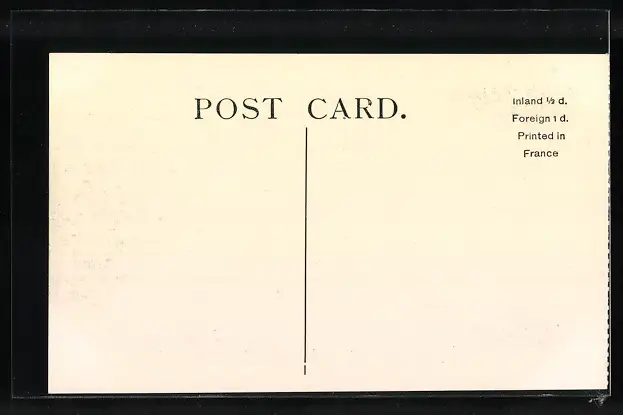 POST CARD.
Inland ½ d.
Foreign 1 d.
Printed in
France